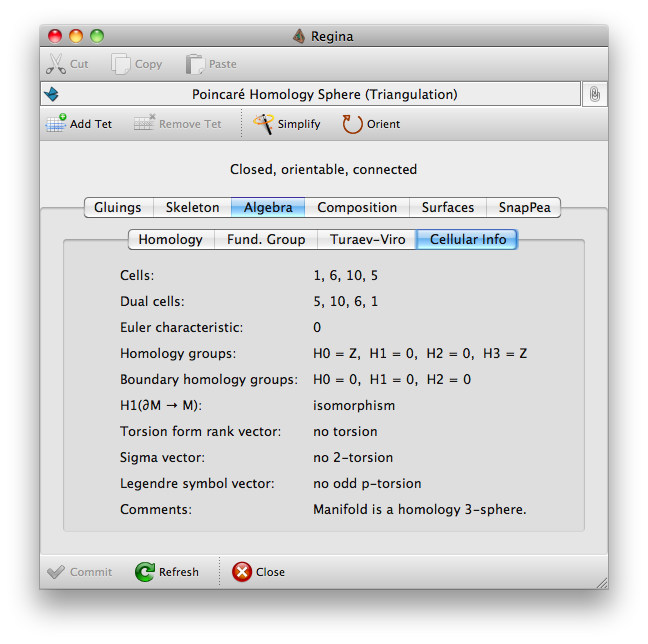 Regina
Cut Copy Paste
Poincaré Homology Sphere (Triangulation)
Add Tet Remove Tet Simplify Orient
Closed, orientable, connected
Gluings Skeleton Algebra Composition Surfaces SnapPea
Homology Fund. Group Turaev-Viro Cellular Info
Cells: 1, 6, 10, 5
Dual cells: 5, 10, 6, 1
Euler characteristic: 0
Homology groups: H0 = Z, H1 = 0, H2 = 0, H3 = Z
Boundary homology groups: H0 = 0, H1 = 0, H2 = 0
H1(∂M → M): isomorphism
Torsion form rank vector: no torsion
Sigma vector: no 2-torsion
Legendre symbol vector: no odd p-torsion
Comments: Manifold is a homology 3-sphere.
Commit Refresh Close